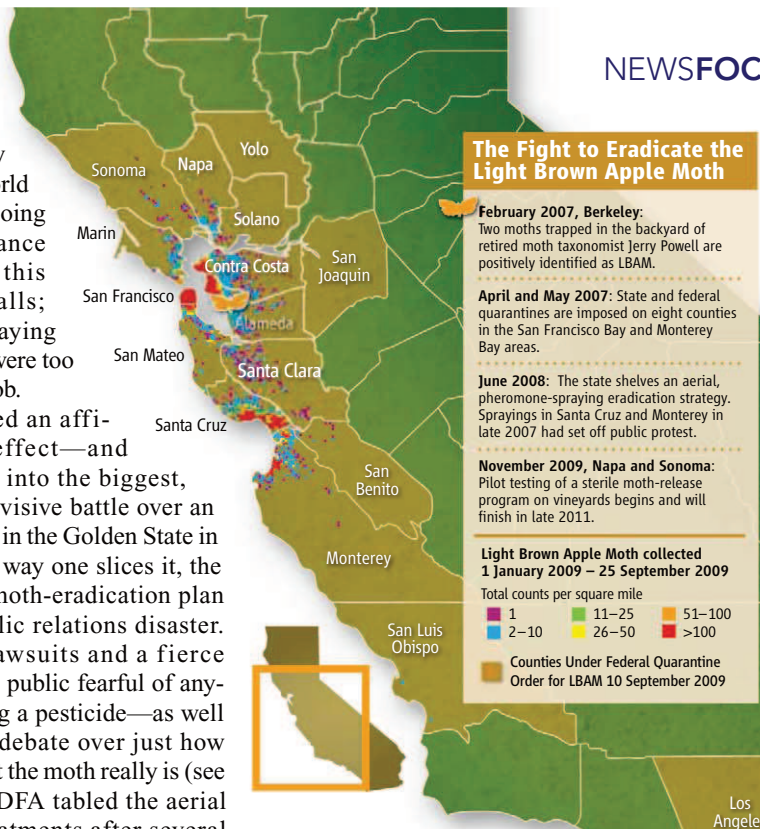 NEWSFOC
y
rld
oing
ance
this
alls;
aying
were too
ob.
ed an affi-
effect—and
into the biggest,
visive battle over an
in the Golden State in
way one slices it, the
moth-eradication plan
lic relations disaster.
awsuits and a fierce
public fearful of any-
g a pesticide—as well
debate over just how
t the moth really is (see
DFA tabled the aerial
eatments after several
Sonoma
Napa
Yolo
Marin
Solano
Contra Costa
San
Joaquin
San Francisco
Alameda
San Mateo
Santa Clara
Santa Cruz
San
Benito
Monterey
San Luis
Obispo
Los
Angele
The Fight to Eradicate the
Light Brown Apple Moth
February 2007, Berkeley:
Two moths trapped in the backyard of
retired moth taxonomist Jerry Powell are
positively identified as LBAM.
April and May 2007: State and federal
quarantines are imposed on eight counties
in the San Francisco Bay and Monterey
Bay areas.
June 2008: The state shelves an aerial,
pheromone-spraying eradication strategy.
Sprayings in Santa Cruz and Monterey in
late 2007 had set off public protest.
November 2009, Napa and Sonoma:
Pilot testing of a sterile moth-release
program on vineyards begins and will
finish in late 2011.
Light Brown Apple Moth collected
1 January 2009 – 25 September 2009
Total counts per square mile
1 11–25 51–100
2–10 26–50 >100
Counties Under Federal Quarantine
Order for LBAM 10 September 2009